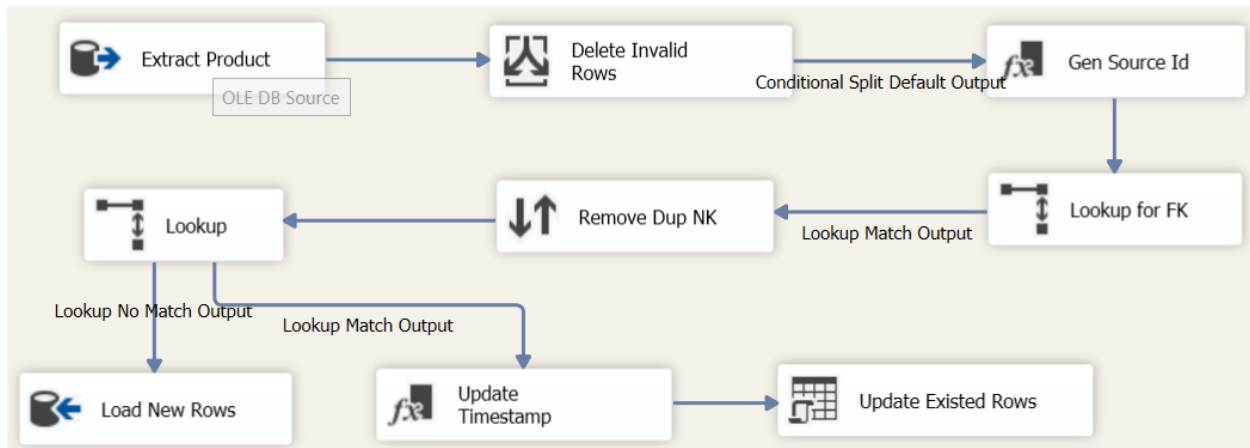 Extract Product
OLE DB Source
Delete Invalid
Rows
Conditional Split Default Output
Gen Source Id
Lookup for FK
Lookup Match Output
Remove Dup NK
Lookup
Lookup No Match Output
Lookup Match Output
Load New Rows
Update
Timestamp
Update Existed Rows